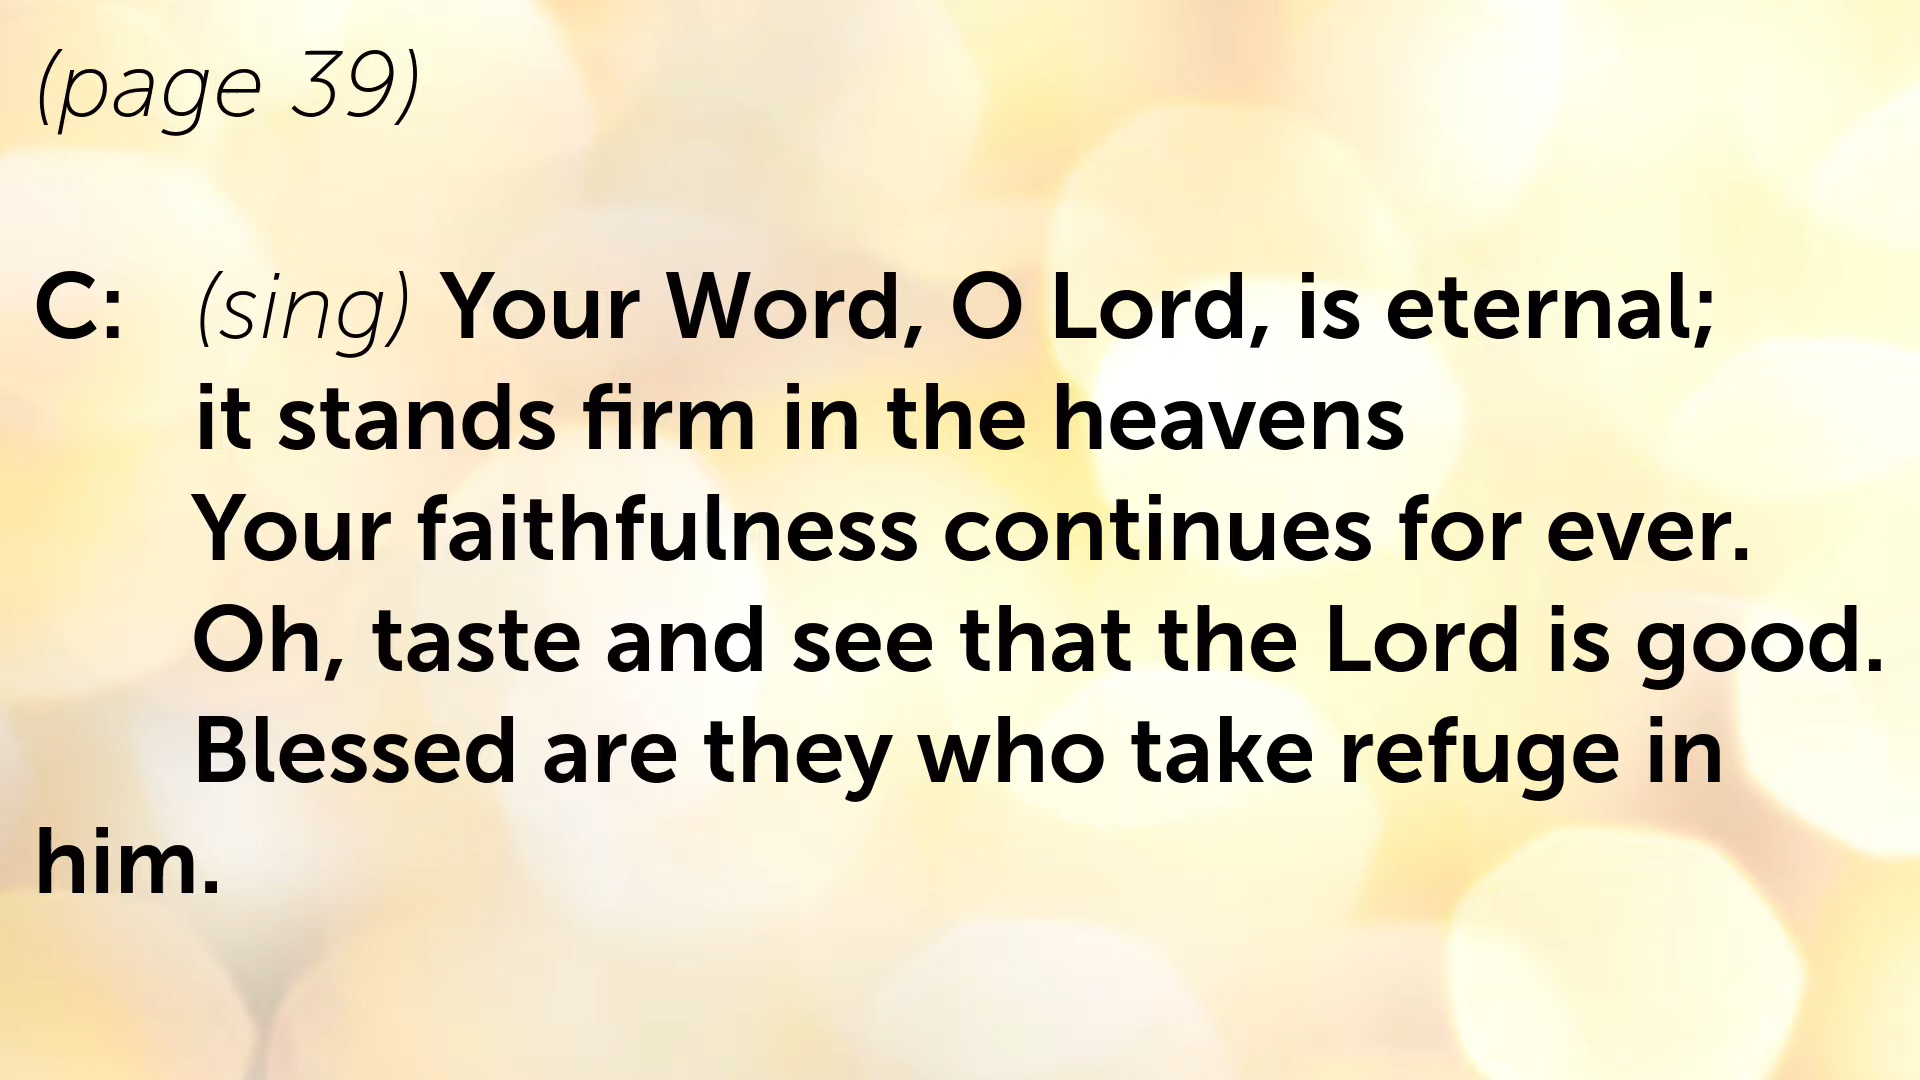 (page 39)
C: (sing) Your Word, O Lord, is eternal;
it stands firm in the heavens
Your faithfulness continues for ever.
Oh, taste and see that the Lord is good.
Blessed are they who take refuge in
him.